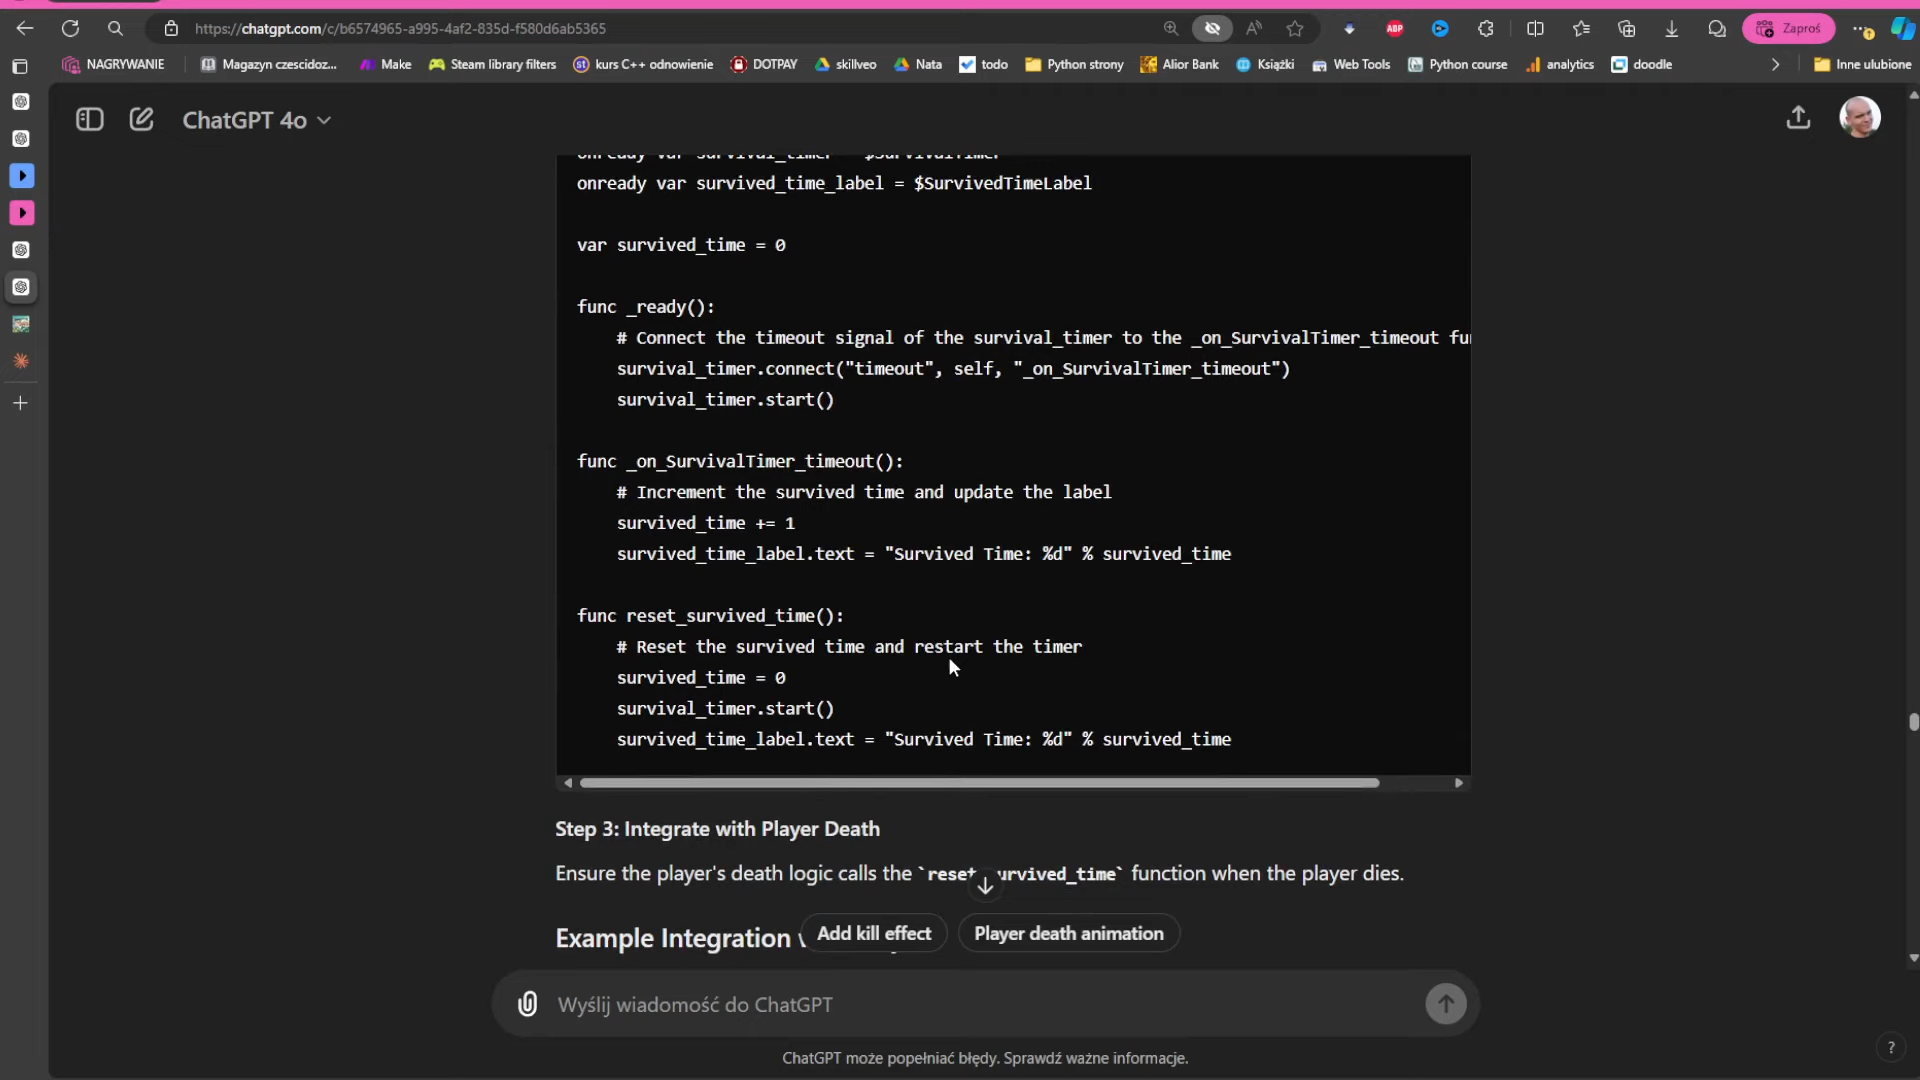 https://chatgpt.com/c/b6574965-a995-4af2-835d-f580d6ab5365
ABP
Zaproś
NAGRYWANIE
Magazyn czescidoz...
Make
Steam library filters
kurs C++ odnowienie
DOTPAY
skillveo
Nata
todo
Python strony
Alior Bank
Książki
Web Tools
Python course
analytics
doodle
Inne ulubione
ChatGPT 4o
onready var survival_timer = $SurvivalTimer
onready var survived_time_label = $SurvivedTimeLabel
var survived_time = 0
func _ready():
# Connect the timeout signal of the survival_timer to the _on_SurvivalTimer_timeout fu
survival_timer.connect("timeout", self, "_on_SurvivalTimer_timeout")
survival_timer.start()
func _on_SurvivalTimer_timeout():
# Increment the survived time and update the label
survived_time += 1
survived_time_label.text = "Survived Time: %d" % survived_time
func reset_survived_time():
# Reset the survived time and restart the timer
survived_time = 0
survival_timer.start()
survived_time_label.text = "Survived Time: %d" % survived_time
Step 3: Integrate with Player Death
Ensure the player's death logic calls the `reset_survived_time` function when the player dies.
Example Integration
Add kill effect
Player death animation
Wyślij wiadomość do ChatGPT
ChatGPT może popełniać błędy. Sprawdź ważne informacje.
?